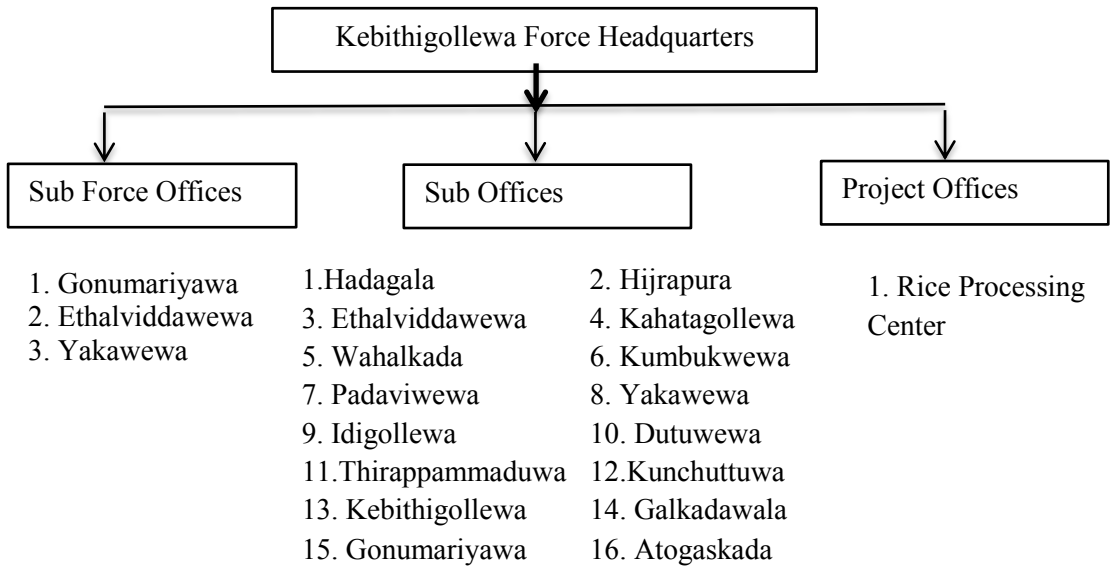 Kebithigollewa Force Headquarters
Sub Force Offices
Sub Offices
Project Offices
1. Gonumariyawa
2. Ethalviddawewa
3. Yakawewa
1.Hadagala 2. Hijrapura
3. Ethalviddawewa 4. Kahatagollewa
5. Wahalkada 6. Kumbukwewa
7. Padaviwewa 8. Yakawewa
9. Idigollewa 10. Dutuwewa
11.Thirappammaduwa 12.Kunchuttuwa
13. Kebithigollewa 14. Galkadawala
15. Gonumariyawa 16. Atogaskada
1. Rice Processing
Center